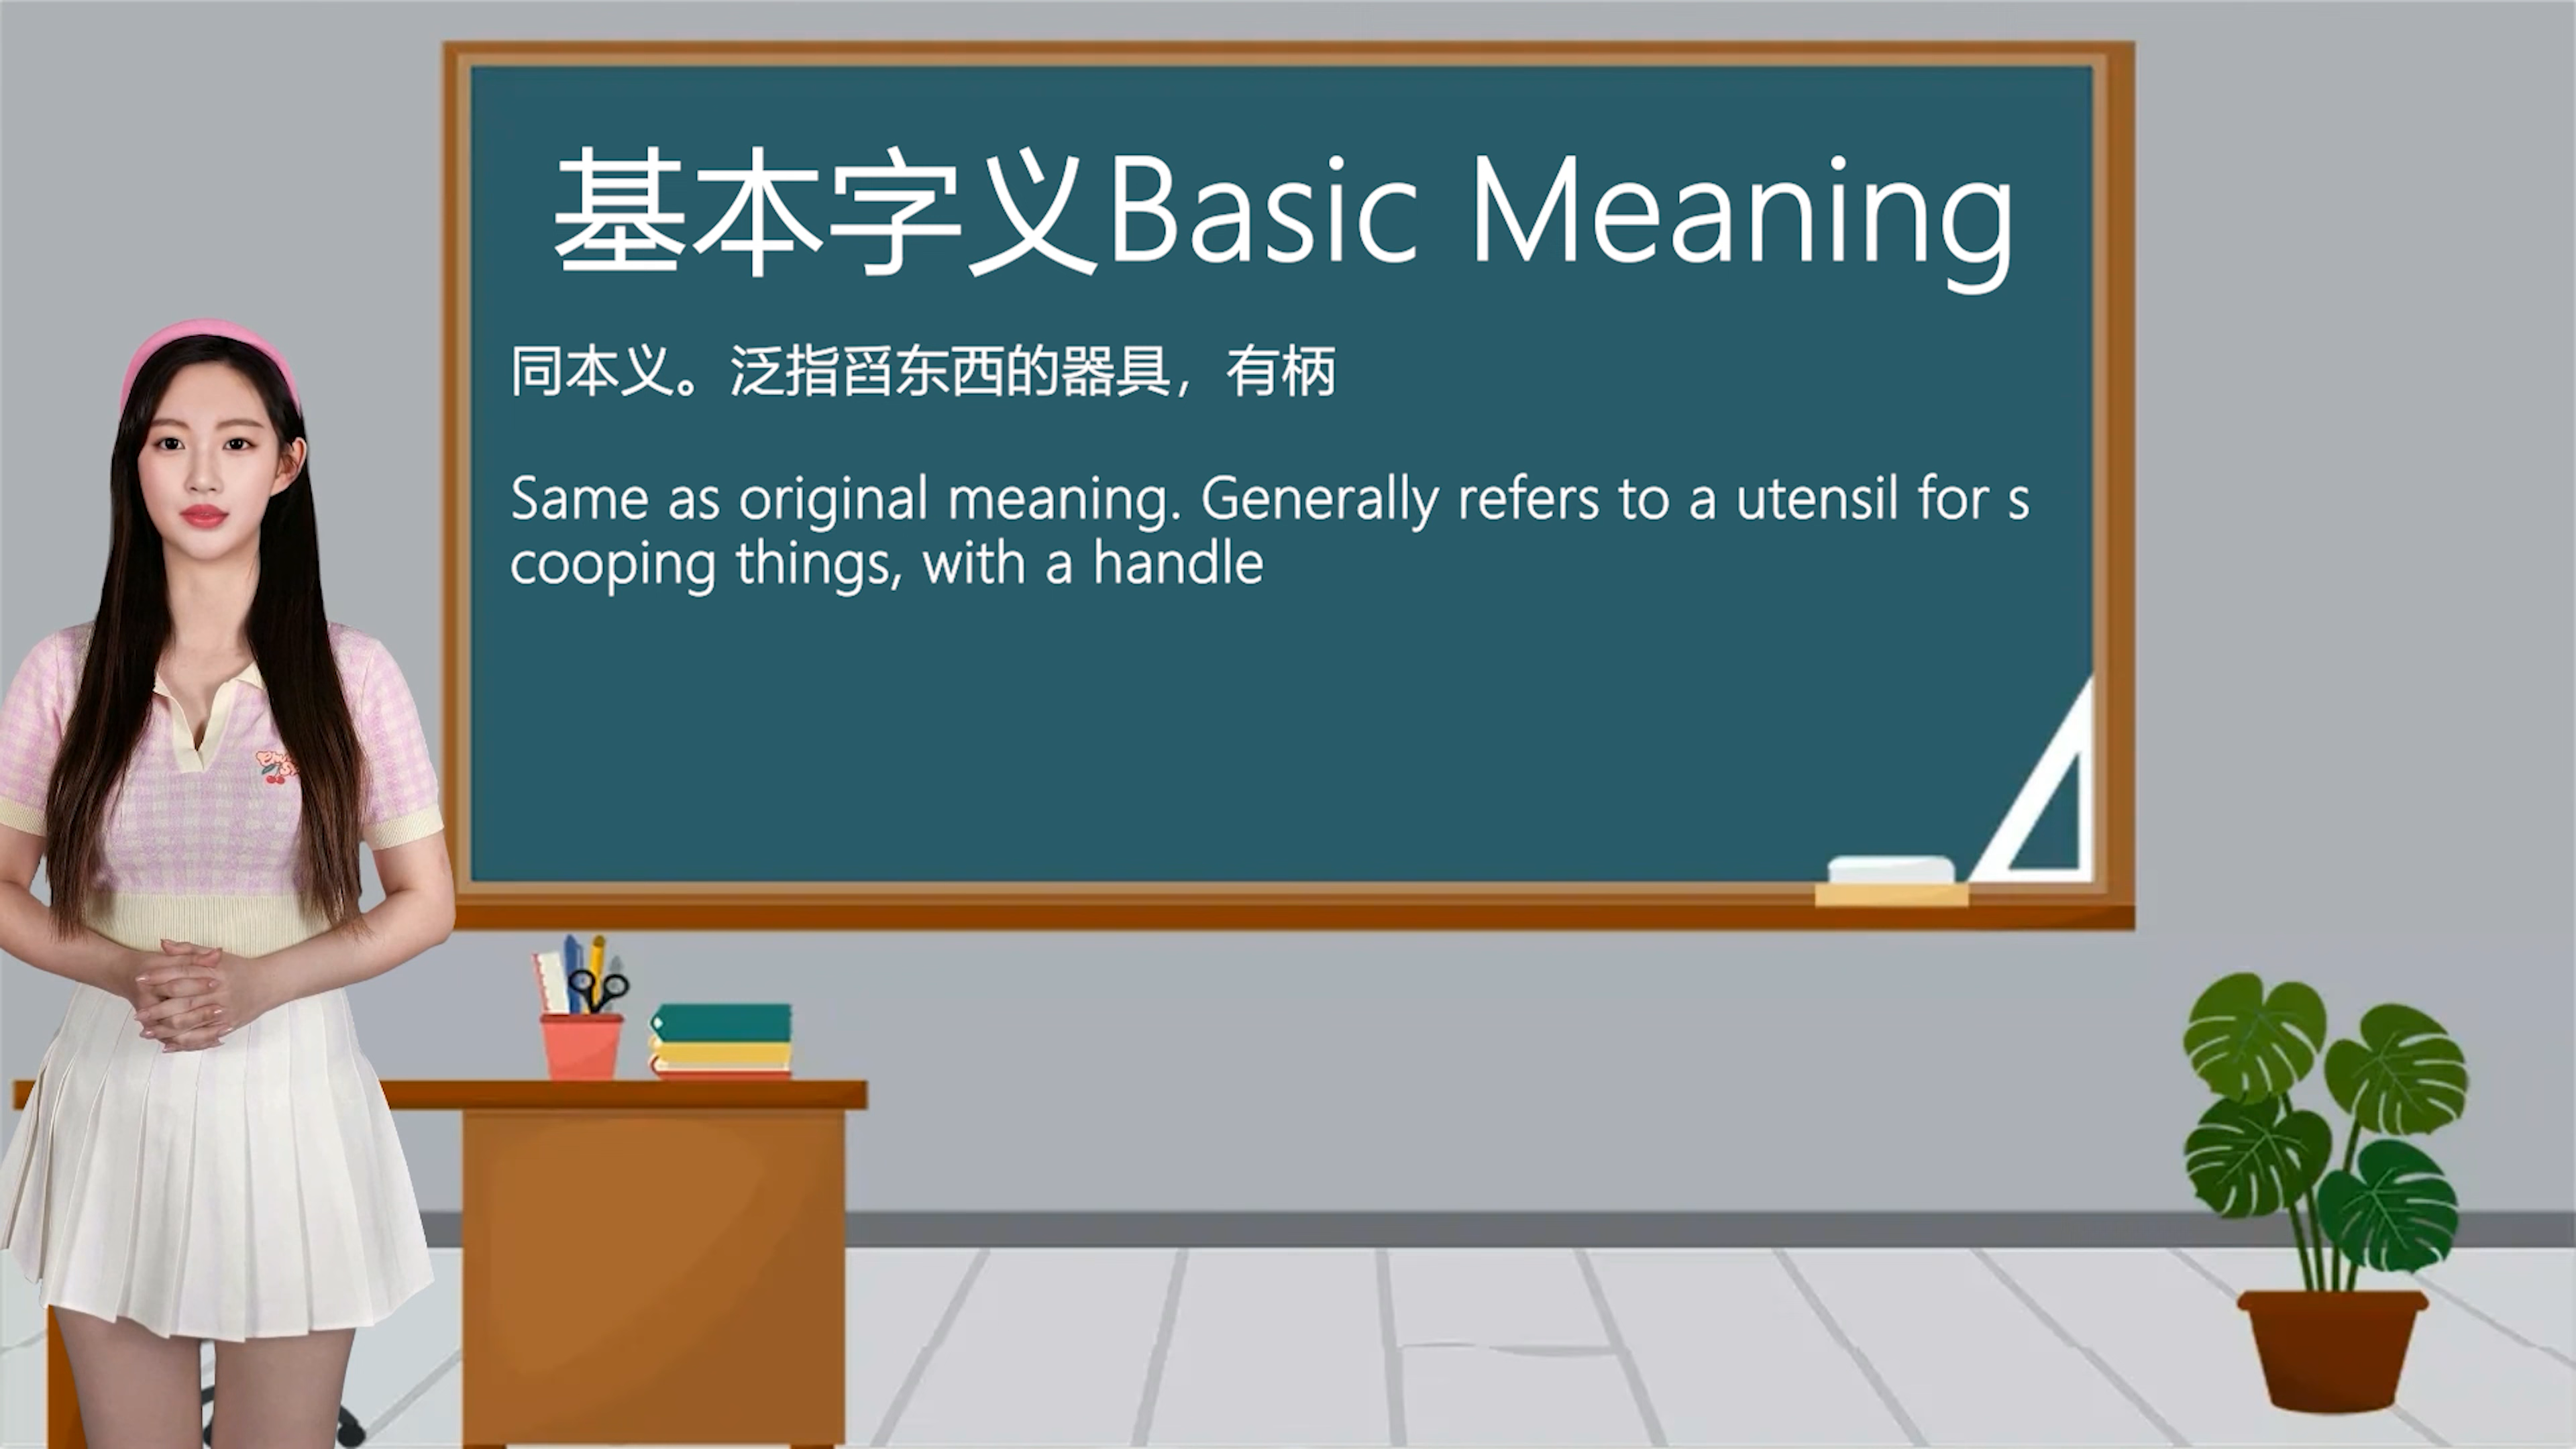 基本字义Basic Meaning
同本义。泛指舀东西的器具，有柄
Same as original meaning. Generally refers to a utensil for s
cooping things, with a handle